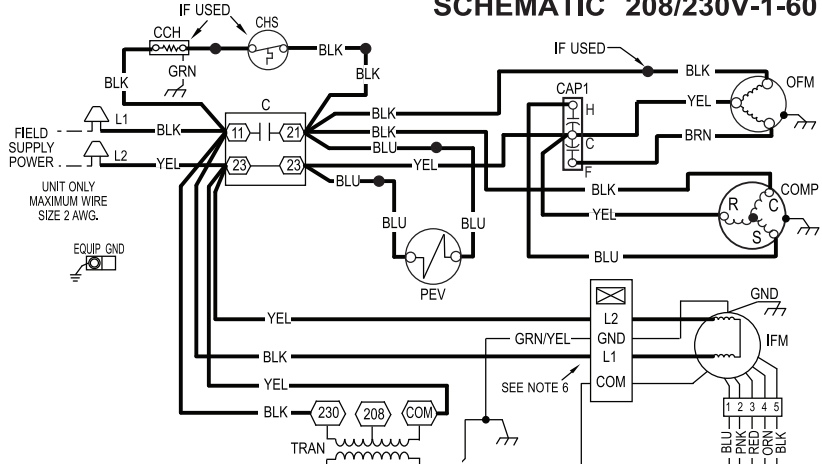 SCHEMATIC 208/230V-1-60
IF USED
CCH
CHS
BLK
IF USED
GRN
BLK
BLK
BLK
OFM
CAP1
H
YEL
C
BLK
L1
BLK
11
21
BLK
C
BRN
FIELD
SUPPLY
POWER
BLU
L2
YEL
23
23
YEL
F
UNIT ONLY
MAXIMUM WIRE
SIZE 2 AWG.
BLU
BLK
COMP
R
C
YEL
S
BLU
BLU
EQUIP GND
BLU
PEV
GND
YEL
L2
GRN/YEL
GND
IFM
BLK
L1
SEE NOTE 6
COM
YEL
BLK
230
208
COM
1 2 3 4 5
TRAN
BLU
PNK
RED
ORN
BLK